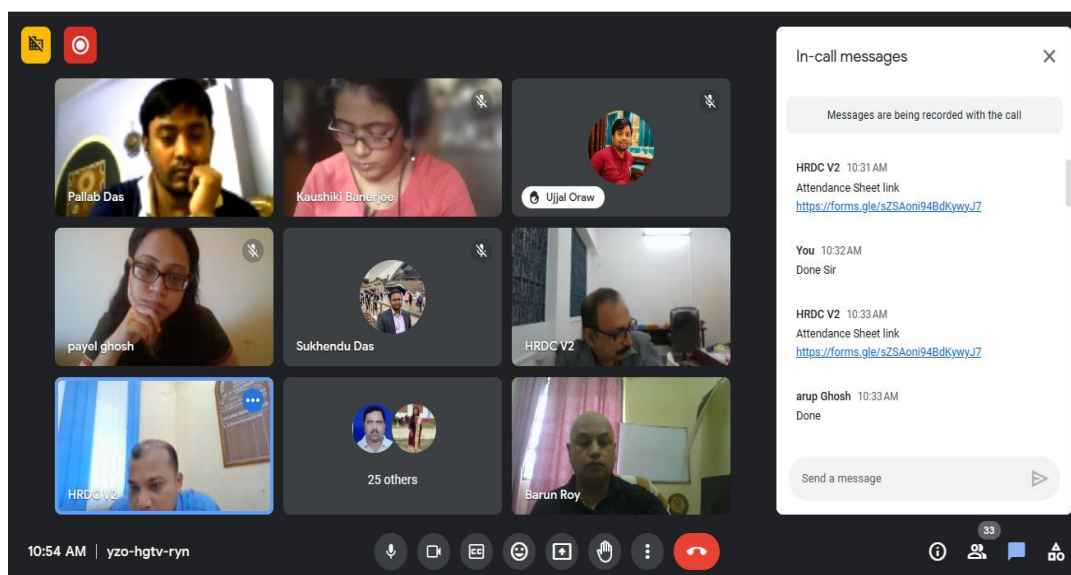 Pallab Das
Kaushiki Banerjee
Ujjal Oraw
payel ghosh
Sukhendu Das
HRDC V2
HRDC V2
25 others
Barun Roy
10:54 AM | yzo-hgtv-ryn
CC
33
In-call messages
Messages are being recorded with the call
HRDC V2 10:31 AM
Attendance Sheet link
https://forms.gle/sZSAoni94BdKywyJ7
You 10:32 AM
Done Sir
HRDC V2 10:33 AM
Attendance Sheet link
https://forms.gle/sZSAoni94BdKywyJ7
arup Ghosh 10:33 AM
Done
Send a message